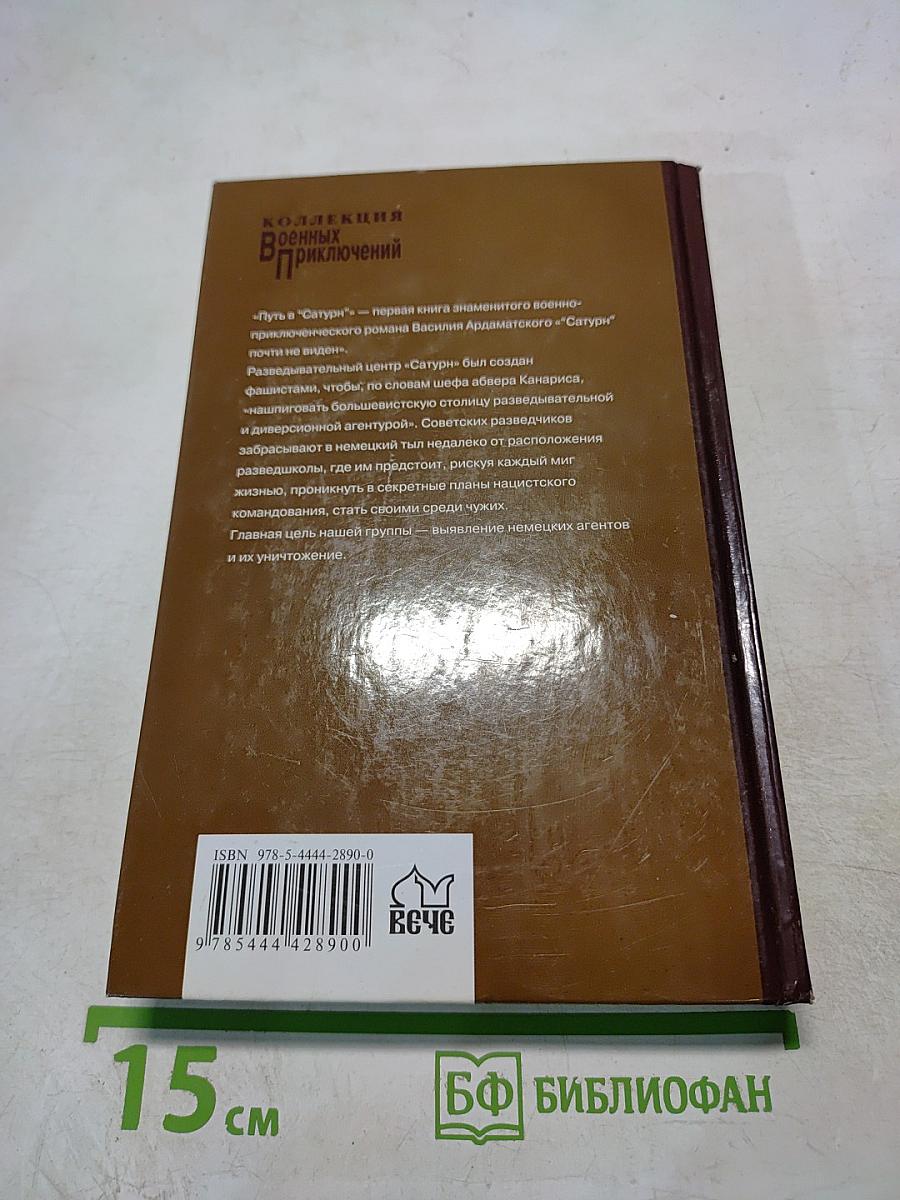 КОЛЛЕКЦИЯ
Военных
Приключений
«Путь в "Сатурн"» — первая книга знаменитого военно-
приключенческого романа Василия Ардаматского «"Сатурн"
почти не виден».
Разведывательный центр «Сатурн» был создан
фашистами, чтобы, по словам шефа абвера Канариса,
«нашпиговать большевистскую столицу разведывательной
и диверсионной агентурой». Советских разведчиков
забрасывают в немецкий тыл недалеко от расположения
разведшколы, где им предстоит, рискуя каждый миг
жизнью, проникнуть в секретные планы нацистского
командования, стать своими среди чужих.
Главная цель нашей группы — выявление немецких агентов
и их уничтожение.
ISBN 978-5-4444-2890-0
9 785444 428900
ВЕЧЕ
15 см
БФ БИБЛИОФАН